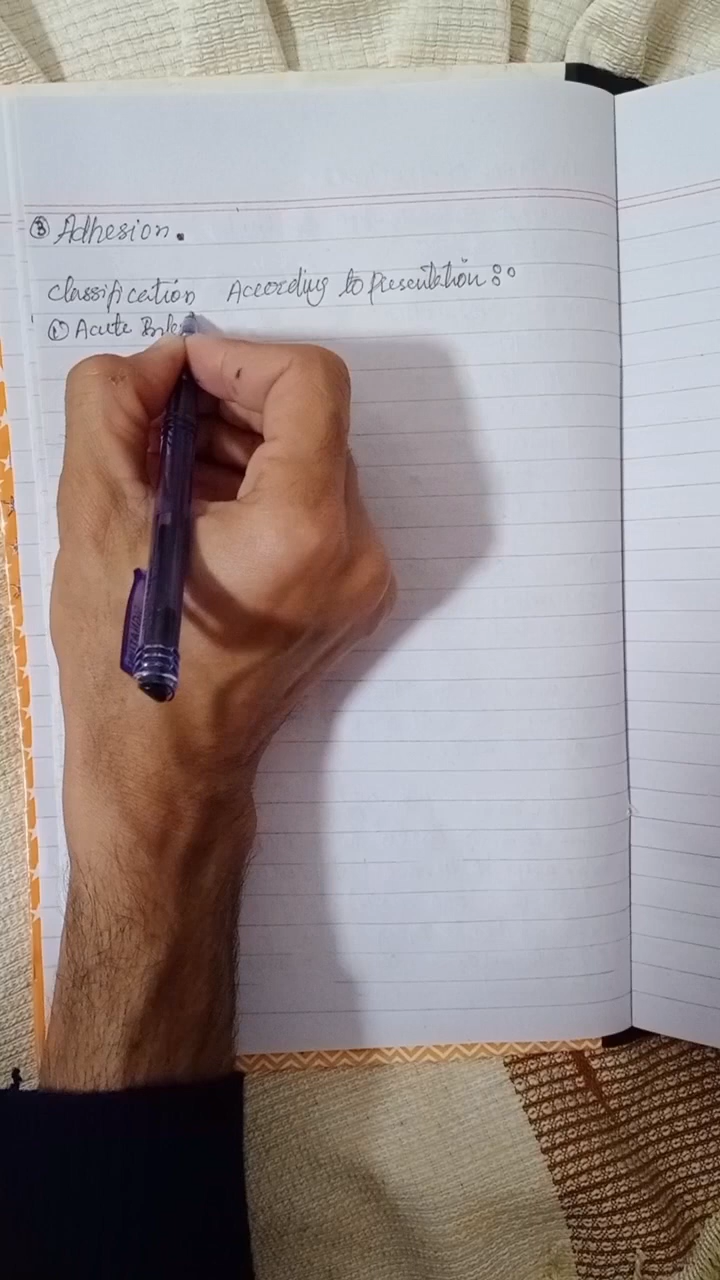 ③ Adhesion.
Classification According to presentation :
① Acute